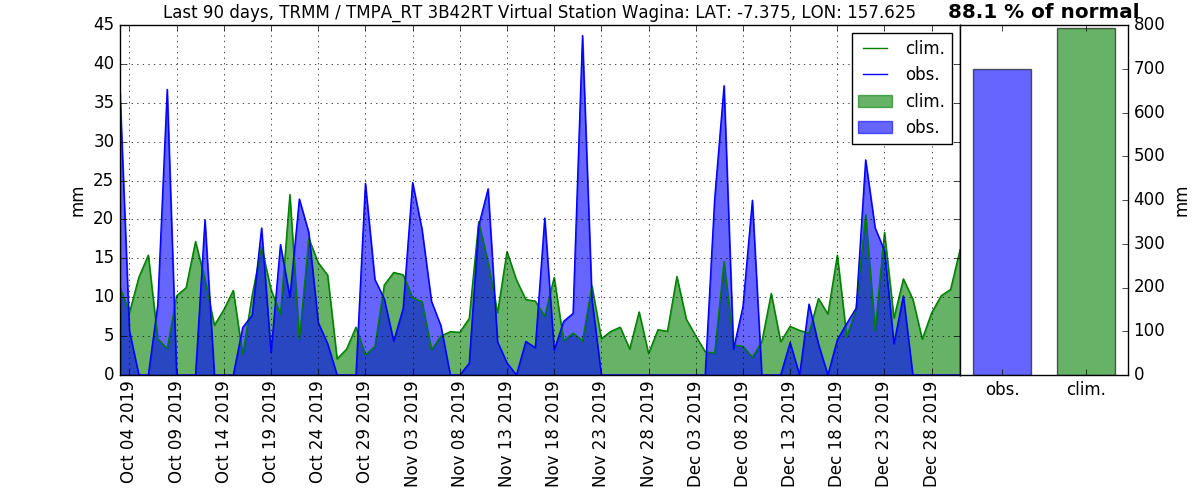 Last 90 days, TRMM / TMPA_RT 3B42RT Virtual Station Wagina: LAT: -7.375, LON: 157.625
88.1 % of normal
45
40
35
30
25
20
15
10
5
0
mm
clim.
obs.
clim.
obs.
Oct 04 2019
Oct 09 2019
Oct 14 2019
Oct 19 2019
Oct 24 2019
Oct 29 2019
Nov 03 2019
Nov 08 2019
Nov 13 2019
Nov 18 2019
Nov 23 2019
Nov 28 2019
Dec 03 2019
Dec 08 2019
Dec 13 2019
Dec 18 2019
Dec 23 2019
Dec 28 2019
800
700
600
500
400
300
200
100
0
mm
obs.
clim.